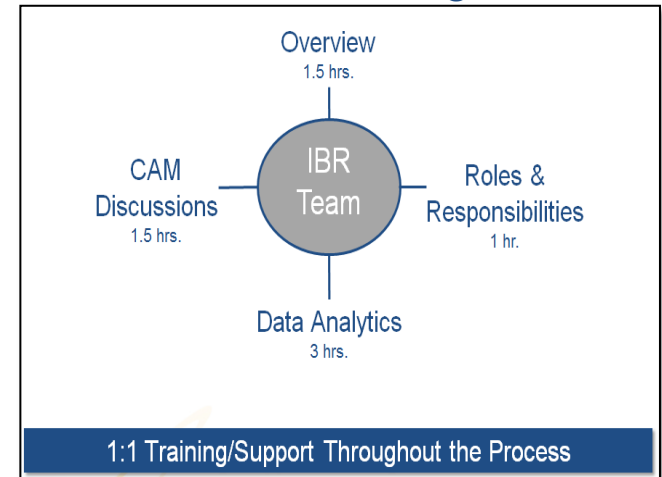 Overview
1.5 hrs.
IBR
Team
CAM
Discussions
1.5 hrs.
Roles &
Responsibilities
1 hr.
Data Analytics
3 hrs.
1:1 Training/Support Throughout the Process